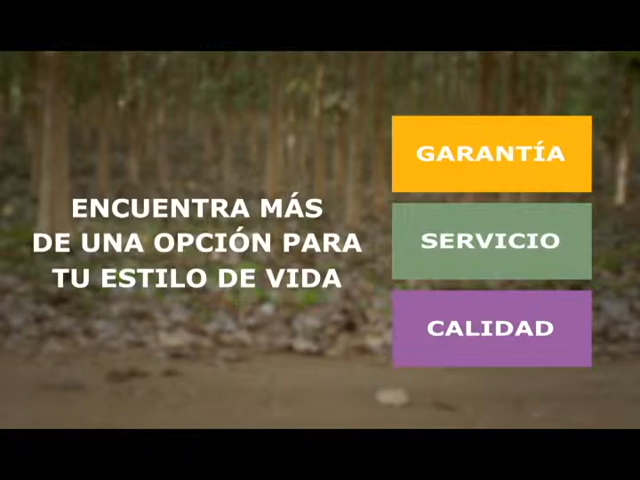 ENCUENTRA MÁS
DE UNA OPCIÓN PARA
TU ESTILO DE VIDA
GARANTÍA
SERVICIO
CALIDAD